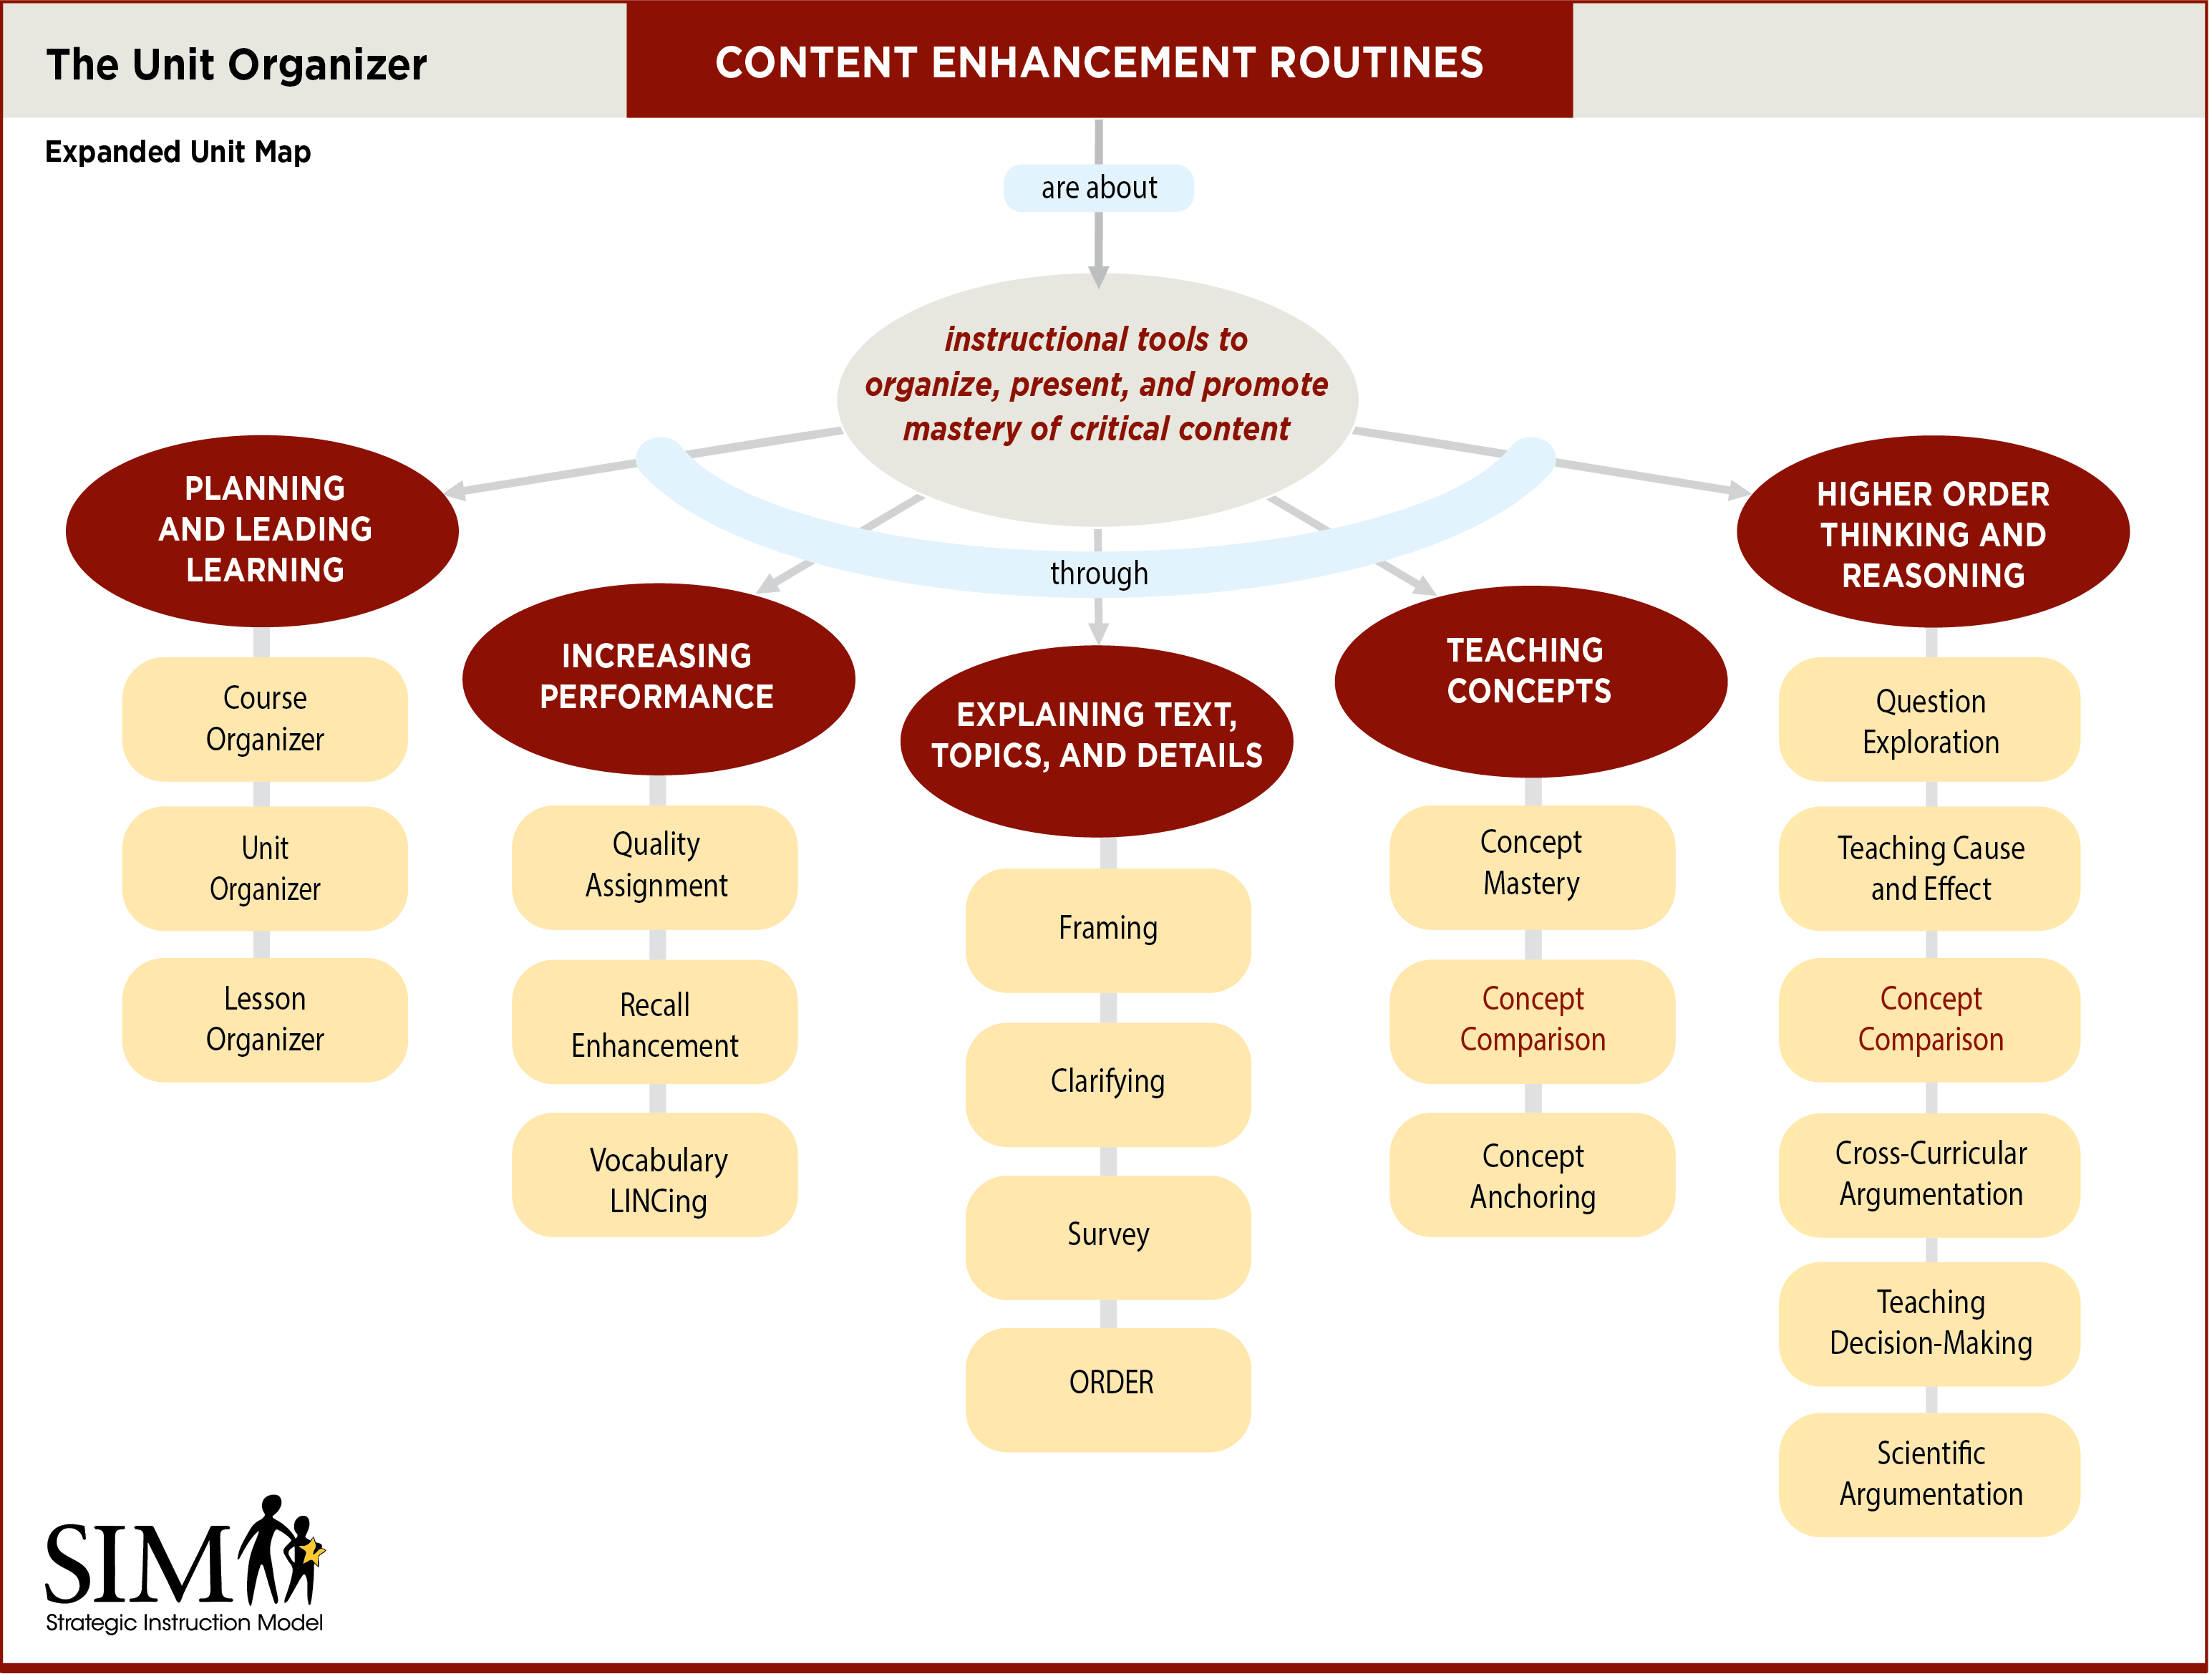 The Unit Organizer
CONTENT ENHANCEMENT ROUTINES
Expanded Unit Map
are about
instructional tools to
organize, present, and promote
mastery of critical content
through
PLANNING
AND LEADING
LEARNING
Course
Organizer
Unit
Organizer
Lesson
Organizer
INCREASING
PERFORMANCE
Quality
Assignment
Recall
Enhancement
Vocabulary
LINCing
EXPLAINING TEXT,
TOPICS, AND DETAILS
Framing
Clarifying
Survey
ORDER
TEACHING
CONCEPTS
Concept
Mastery
Concept
Comparison
Concept
Anchoring
HIGHER ORDER
THINKING AND
REASONING
Question
Exploration
Teaching Cause
and Effect
Concept
Comparison
Cross-Curricular
Argumentation
Teaching
Decision-Making
Scientific
Argumentation
SIM
Strategic Instruction Model